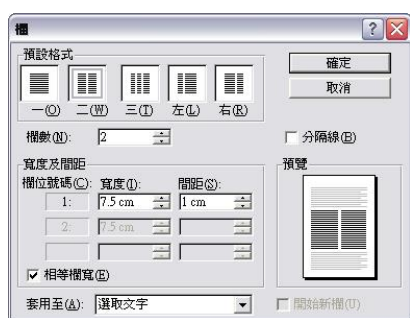 欄
預設格式
一(O) 二(W) 三(T) 左(L) 右(R)
確定
取消
欄數(N): 2
分隔線(B)
寬度及間距
欄位號碼(C): 寬度(I): 間距(S):
1: 7.5 cm 1 cm
2: 7.5 cm
相等欄寬(E)
預覽
套用至(A): 選取文字
開始新欄(U)